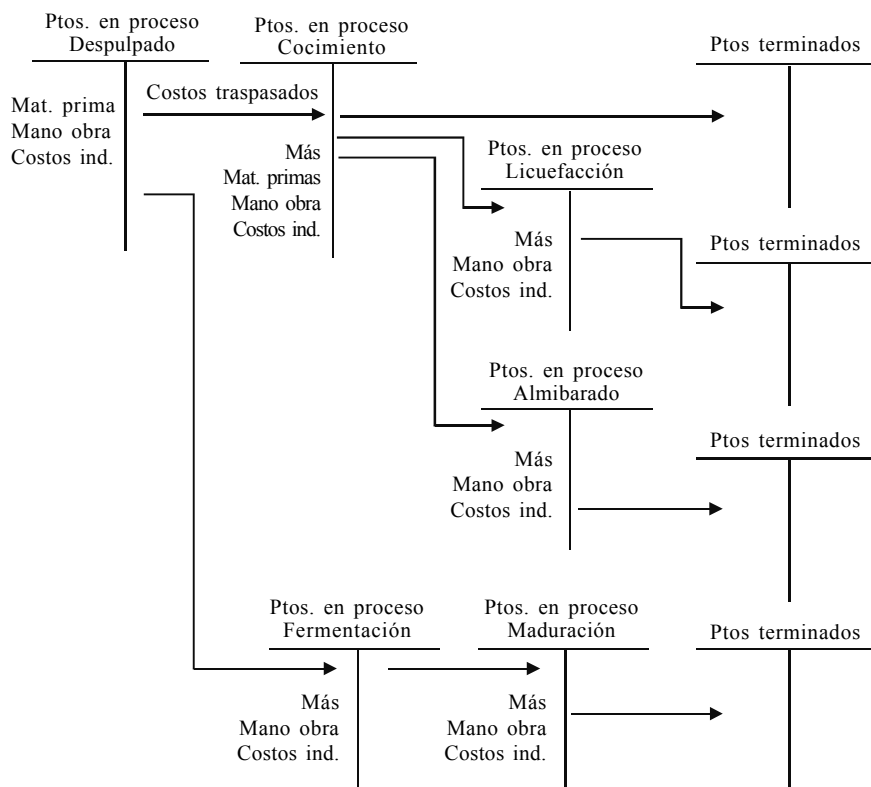 Ptos. en proceso
Despulpado
Mat. prima
Mano obra
Costos ind.
Costos traspasados
Ptos. en proceso
Cocimiento
Más
Mat. primas
Mano obra
Costos ind.
Ptos terminados
Ptos. en proceso
Licuefacción
Más
Mano obra
Costos ind.
Ptos terminados
Ptos. en proceso
Almibarado
Más
Mano obra
Costos ind.
Ptos terminados
Ptos. en proceso
Fermentación
Más
Mano obra
Costos ind.
Ptos. en proceso
Maduración
Más
Mano obra
Costos ind.
Ptos terminados